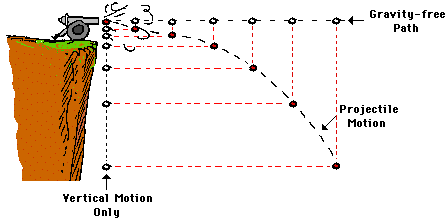 Gravity-free
Path
Projectile
Motion
Vertical Motion
Only